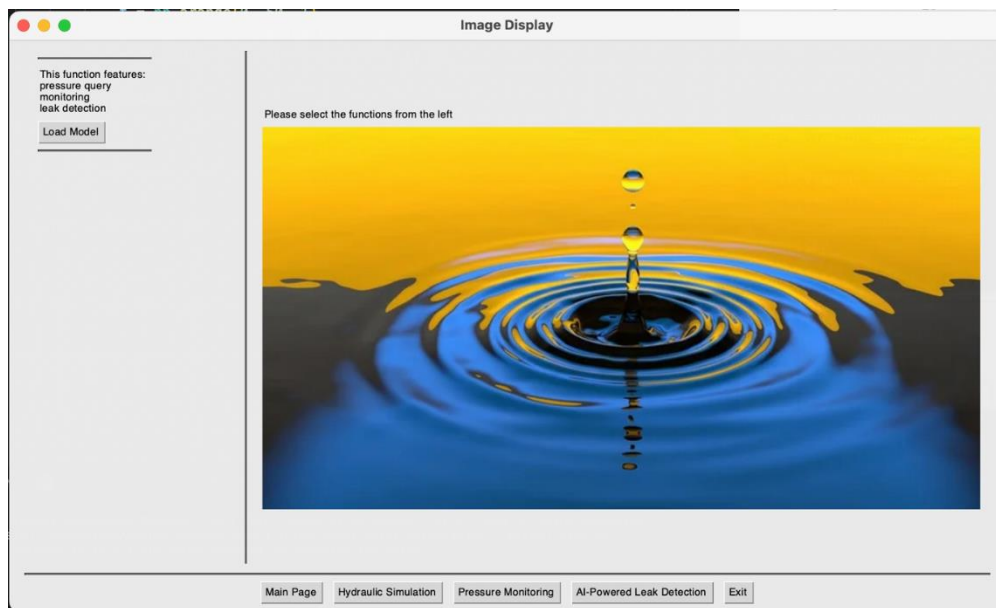 Image Display
This function features:
pressure query
monitoring
leak detection
Load Model
Please select the functions from the left
Main Page
Hydraulic Simulation
Pressure Monitoring
AI-Powered Leak Detection
Exit